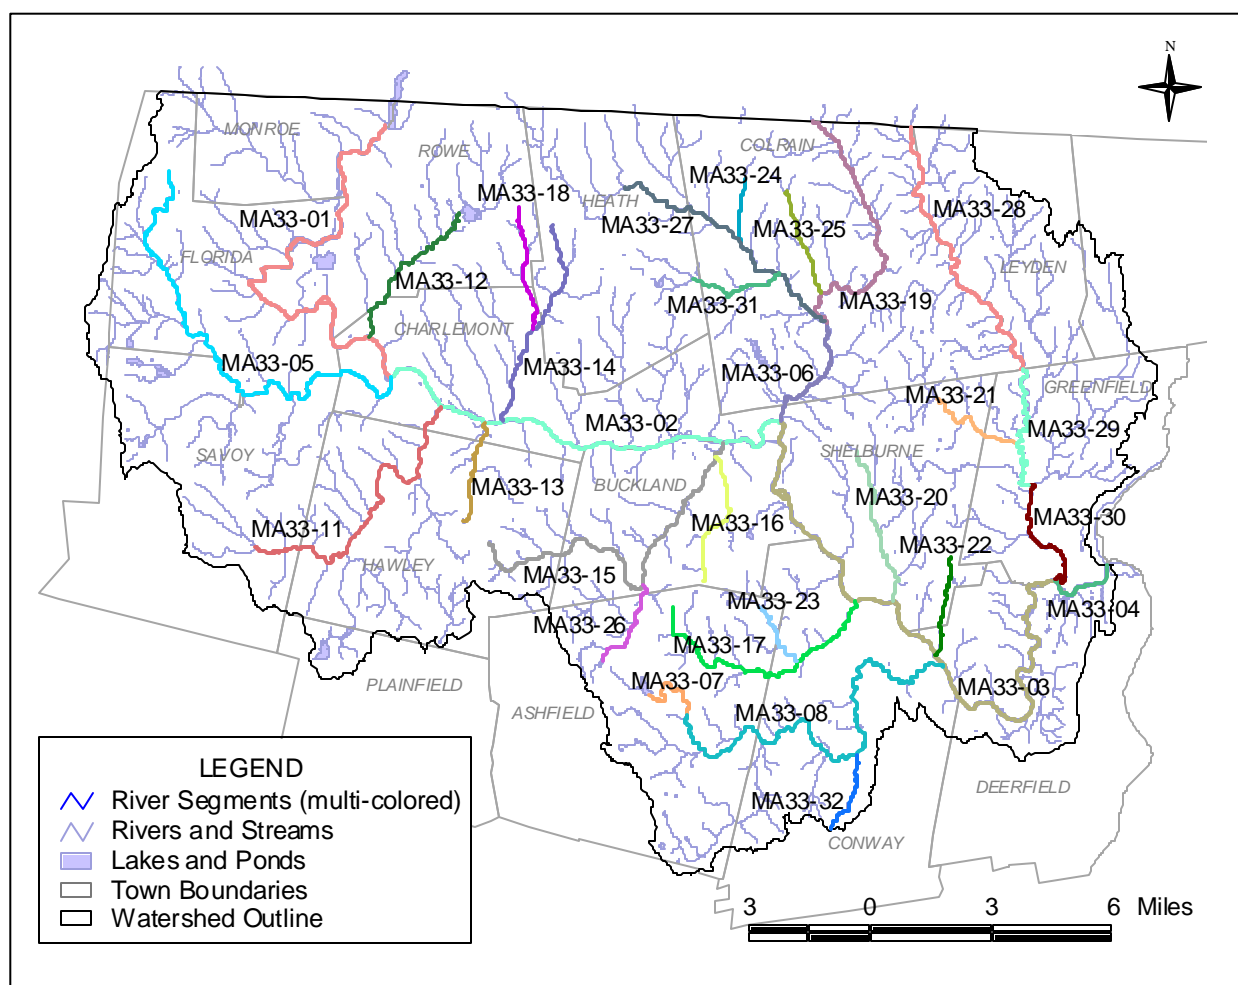 N
MONROE
ROWE
COLRAIN
MA33-24
MA33-18
HEATH
MA33-01
MA33-27
MA33-25
MA33-28
FLORIDA
LEYDEN
MA33-12
MA33-31
MA33-19
CHARLEMONT
MA33-05
MA33-14
MA33-06
MA33-21
GREENFIELD
MA33-02
MA33-29
SAVOY
SHELBURNE
BUCKLAND
MA33-13
MA33-20
MA33-16
MA33-30
MA33-11
MA33-22
HAWLEY
MA33-15
MA33-23
MA33-04
MA33-26
MA33-17
PLAINFIELD
MA33-07
MA33-03
ASHFIELD
MA33-08
DEERFIELD
MA33-32
CONWAY
LEGEND
River Segments (multi-colored)
Rivers and Streams
Lakes and Ponds
Town Boundaries
Watershed Outline
3 0 3 6 Miles